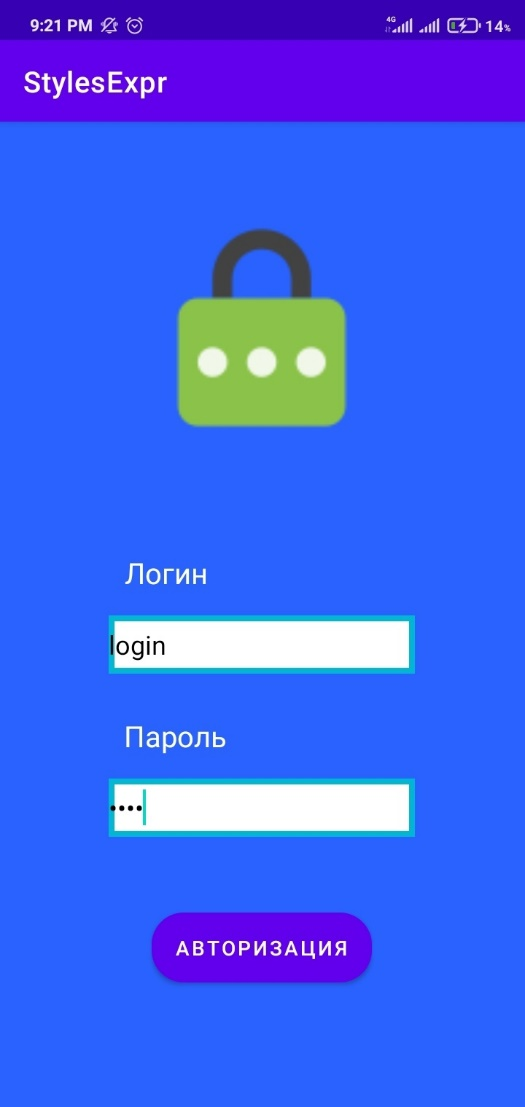 9:21 PM 4G 14%
StylesExpr
Логин
login
Пароль
••••
АВТОРИЗАЦИЯ